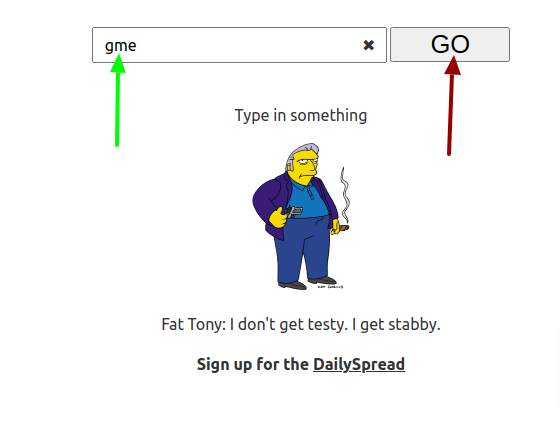 gme ✖ GO
Type in something
Fat Tony: I don't get testy. I get stabby.
Sign up for the DailySpread